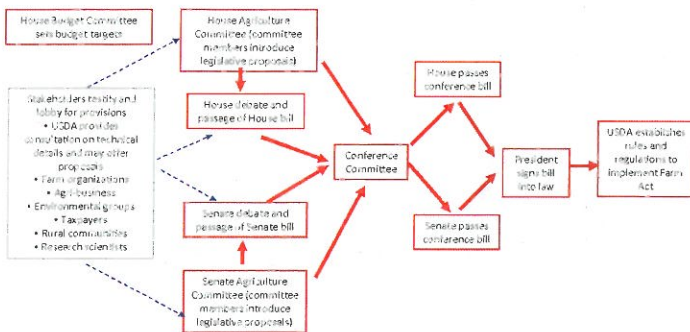 House Budget Committee
sets budget targets
House Agriculture
Committee (committee
members introduce
legislative proposals)
Stakeholders testify and
lobby for provisions
• USDA provides
consultation on technical
details and may offer
proposals
• Farm organizations
• Agri-business
• Environmental groups
• Taxpayers
• Rural communities
• Research scientists
House debate and
passage of House bill
Senate debate and
passage of Senate bill
Senate Agriculture
Committee (committee
members introduce
legislative proposals)
Conference
Committee
House passes
conference bill
Senate passes
conference bill
President
signs bill
into law
USDA establishes
rules and
regulations to
implement Farm
Act